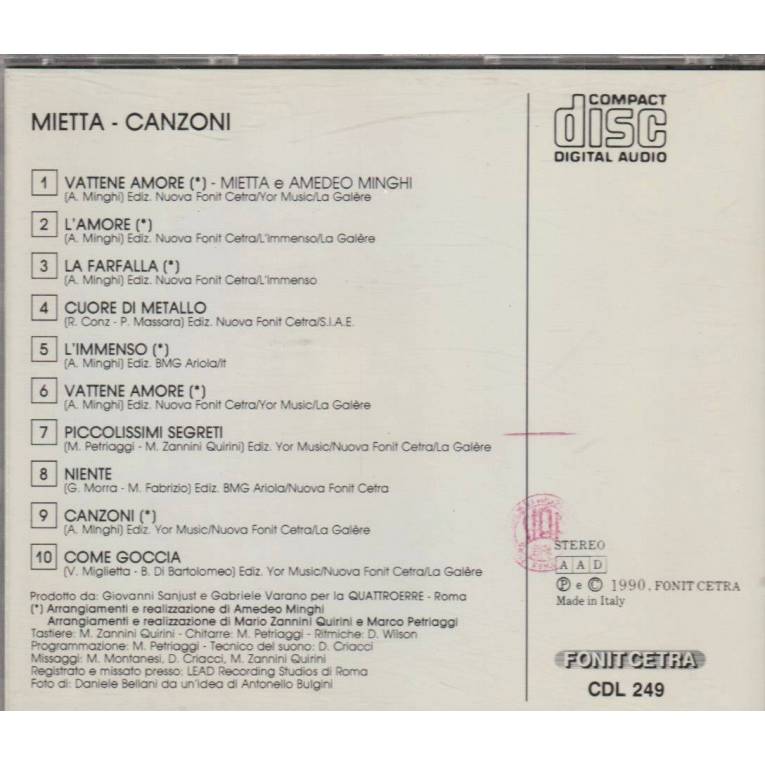 MIETTA - CANZONI
COMPACT
disc
DIGITAL AUDIO
1 VATTENE AMORE (*) - MIETTA e AMEDEO MINGHI
(A. Minghi) Ediz. Nuova Fonit Cetra/Yor Music/La Galère
2 L'AMORE (*)
(A. Minghi) Ediz. Nuova Fonit Cetra/L'immenso/La Galère
3 LA FARFALLA (*)
(A. Minghi) Ediz. Nuova Fonit Cetra/L'immenso
4 CUORE DI METALLO
(R. Conz - P. Massara) Ediz. Nuova Fonit Cetra/S.I.A.E.
5 L'IMMENSO (*)
(A. Minghi) Ediz. BMG Ariola/It
6 VATTENE AMORE (*)
(A. Minghi) Ediz. Nuova Fonit Cetra/Yor Music/La Galère
7 PICCOLISSIMI SEGRETI
(M. Petriaggi - M. Zannini Quirini) Ediz. Yor Music/Nuova Fonit Cetra/La Galère
8 NIENTE
(G. Morra - M. Fabrizio) Ediz. BMG Ariola/Nuova Fonit Cetra
9 CANZONI (*)
(A. Minghi) Ediz. Yor Music/Nuova Fonit Cetra/La Galère
10 COME GOCCIA
(V. Miglietta - B. Di Bartolomeo) Ediz. Yor Music/Nuova Fonit Cetra/La Galère
Prodotto da: Giovanni Sanjust e Gabriele Varano per la QUATTROERRE - Roma
(*) Arrangiamenti e realizzazione di Amedeo Minghi
Arrangiamenti e realizzazione di Mario Zannini Quirini e Marco Petriaggi
Tastiere: M. Zannini Quirini - Chitarre: M. Petriaggi - Ritmiche: D. Wilson
Programmazione: M. Petriaggi - Tecnico del suono: D. Criacci
Missaggi: M. Montanesi, D. Criacci, M. Zannini Quirini
Registrato e missato presso: LEAD Recording Studios di Roma
Foto di: Daniele Bellani da un'idea di Antonello Bulgini
STEREO
AAD
Ⓟ e © 1990, FONIT CETRA
Made in Italy
FONIT CETRA
CDL 249